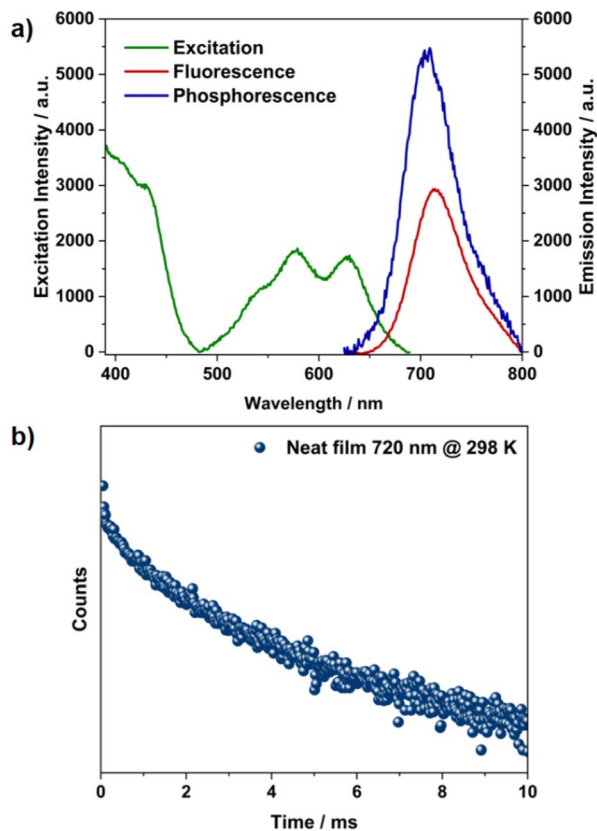 a)
6000
5000
4000
3000
2000
1000
0
Excitation Intensity / a.u.
Excitation
Fluorescence
Phosphorescence
6000
5000
4000
3000
2000
1000
0
Emission Intensity / a.u.
400 500 600 700 800
Wavelength / nm
b)
Neat film 720 nm @ 298 K
Counts
0 2 4 6 8 10
Time / ms